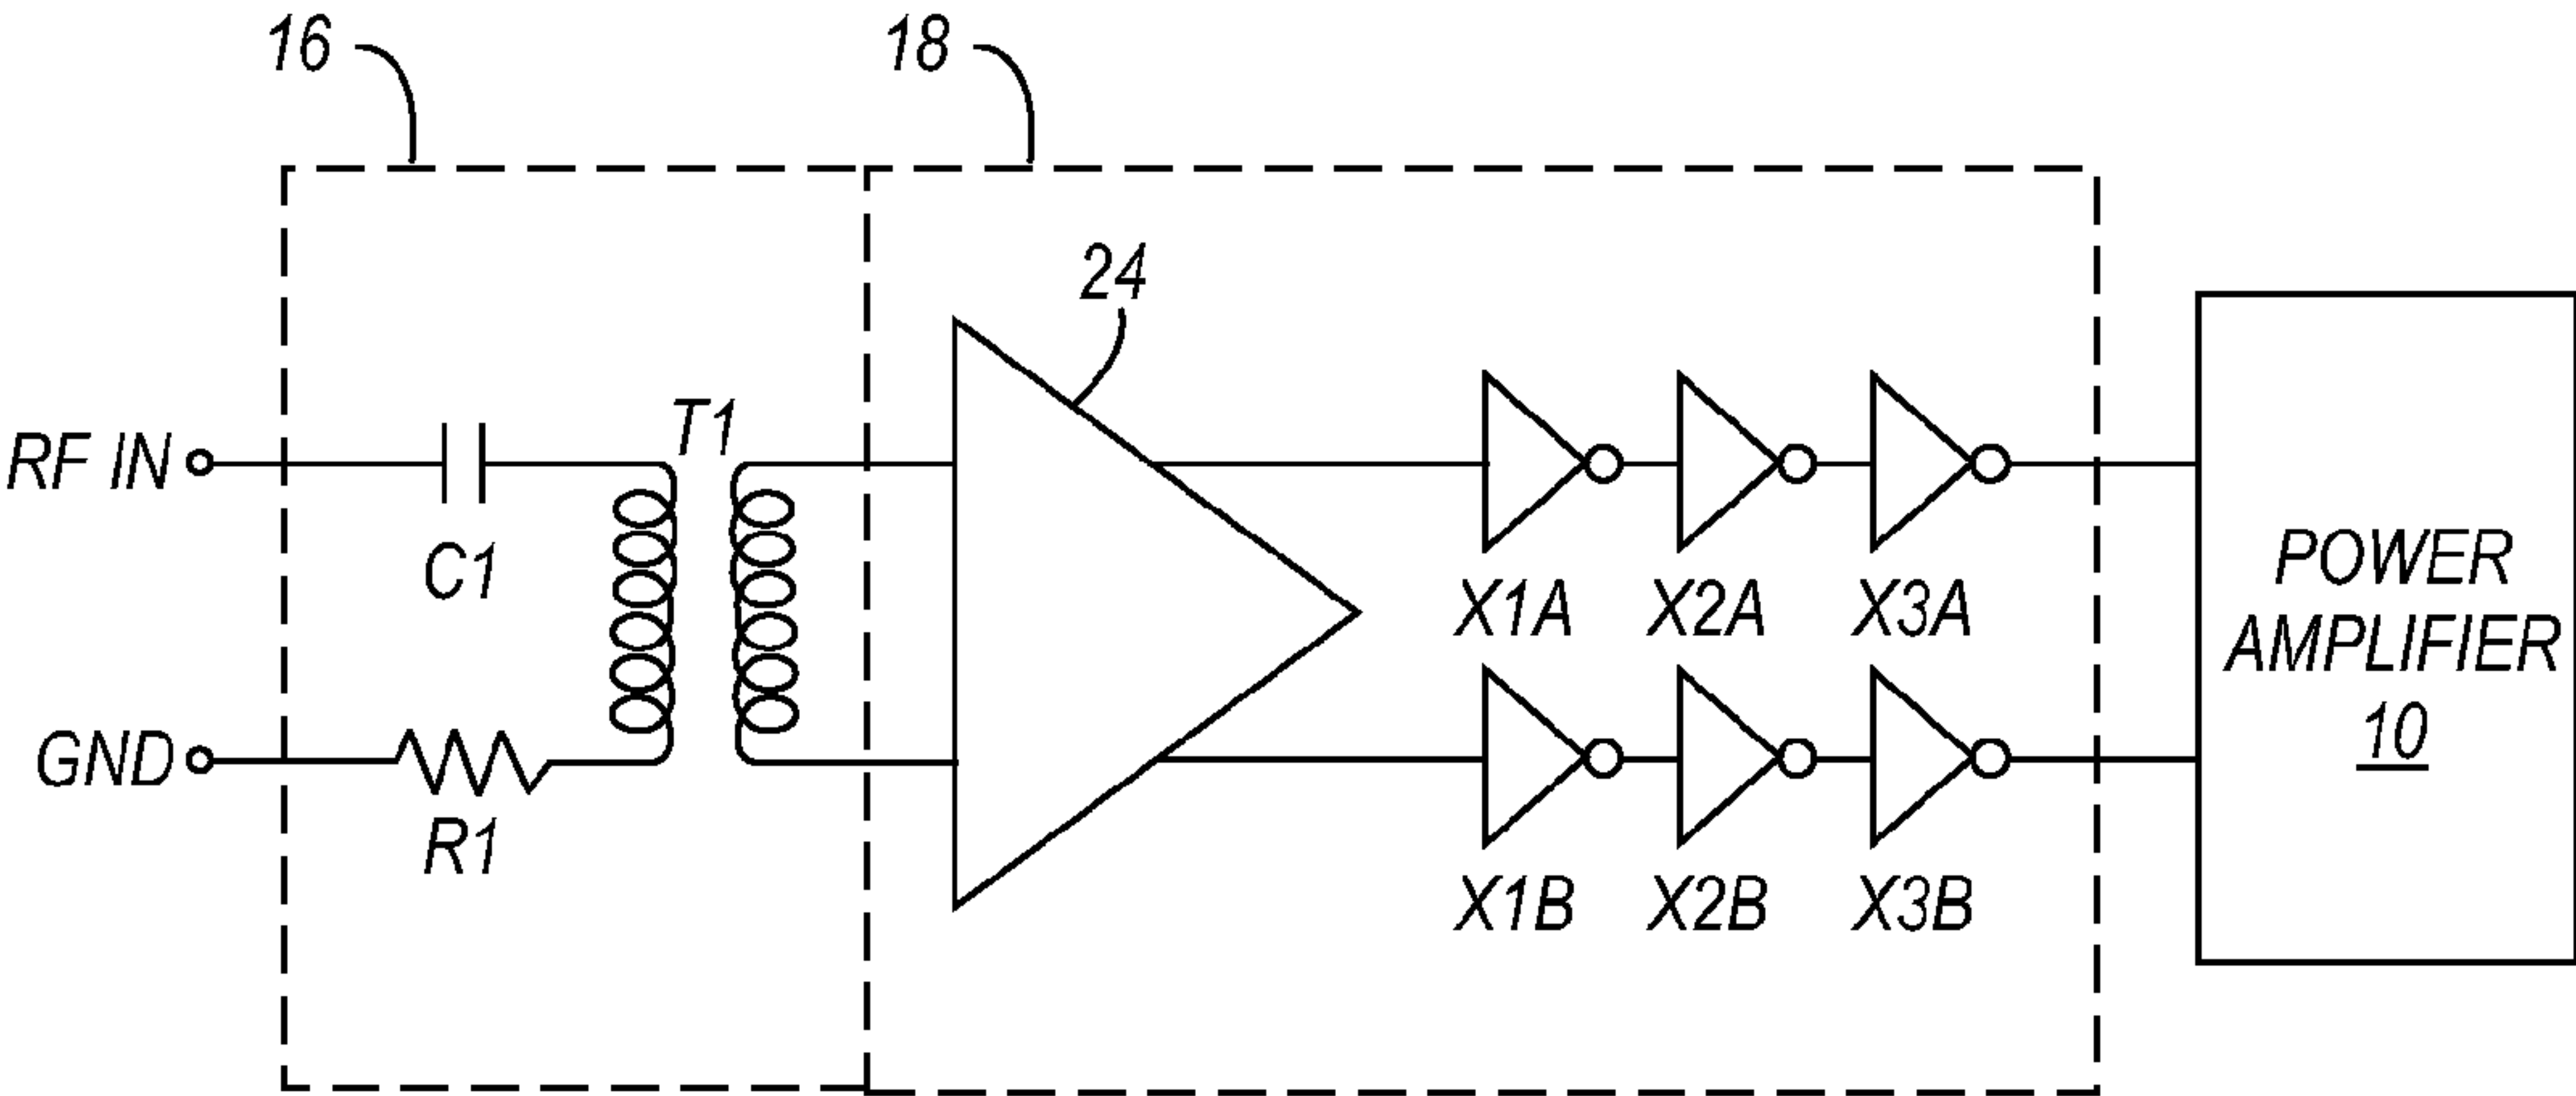 16
18
24
T1
RF IN
C1
GND
R1
X1A
X2A
X3A
X1B
X2B
X3B
POWER
AMPLIFIER
10